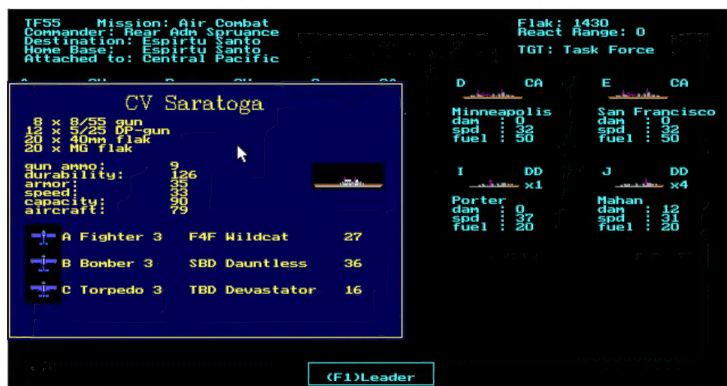 TF55    Mission: Air Combat
Commander: Rear Adm Spruance
Destination: Espirtu Santo
Home Base:   Espirtu Santo
Attached to: Central Pacific
Flak: 1430
React Range: 0
TGT: Task Force
CV Saratoga
8 x 8/55 gun
12 x 5/25 DP-gun
20 x 40mm flak
20 x MG flak
gun ammo: 9
durability: 126
armor: 35
speed: 33
capacity: 90
aircraft: 79
A Fighter 3 F4F Wildcat 27
B Bomber 3 SBD Dauntless 36
C Torpedo 3 TBD Devastator 16
D CA
Minneapolis
dam : 0
spd : 32
fuel : 50
E CA
San Francisco
dam : 0
spd : 32
fuel : 50
I DD
x1
Porter
dam : 0
spd : 37
fuel : 20
J DD
x4
Mahan
dam : 12
spd : 31
fuel : 20
(F1)Leader